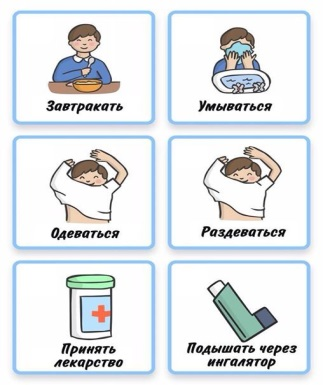 Завтракать
Умываться
Одеваться
Раздеваться
Принять
лекарство
Подышать через
ингалятор